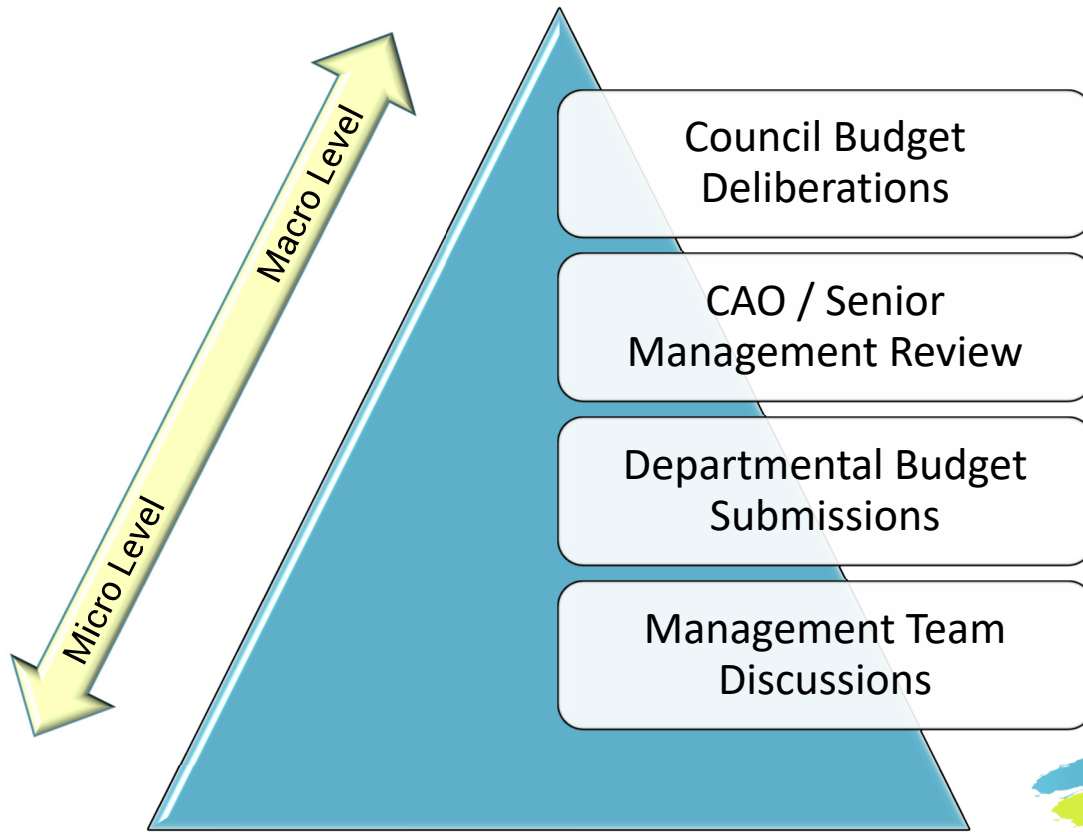 Macro Level
Micro Level
Council Budget
Deliberations
CAO / Senior
Management Review
Departmental Budget
Submissions
Management Team
Discussions